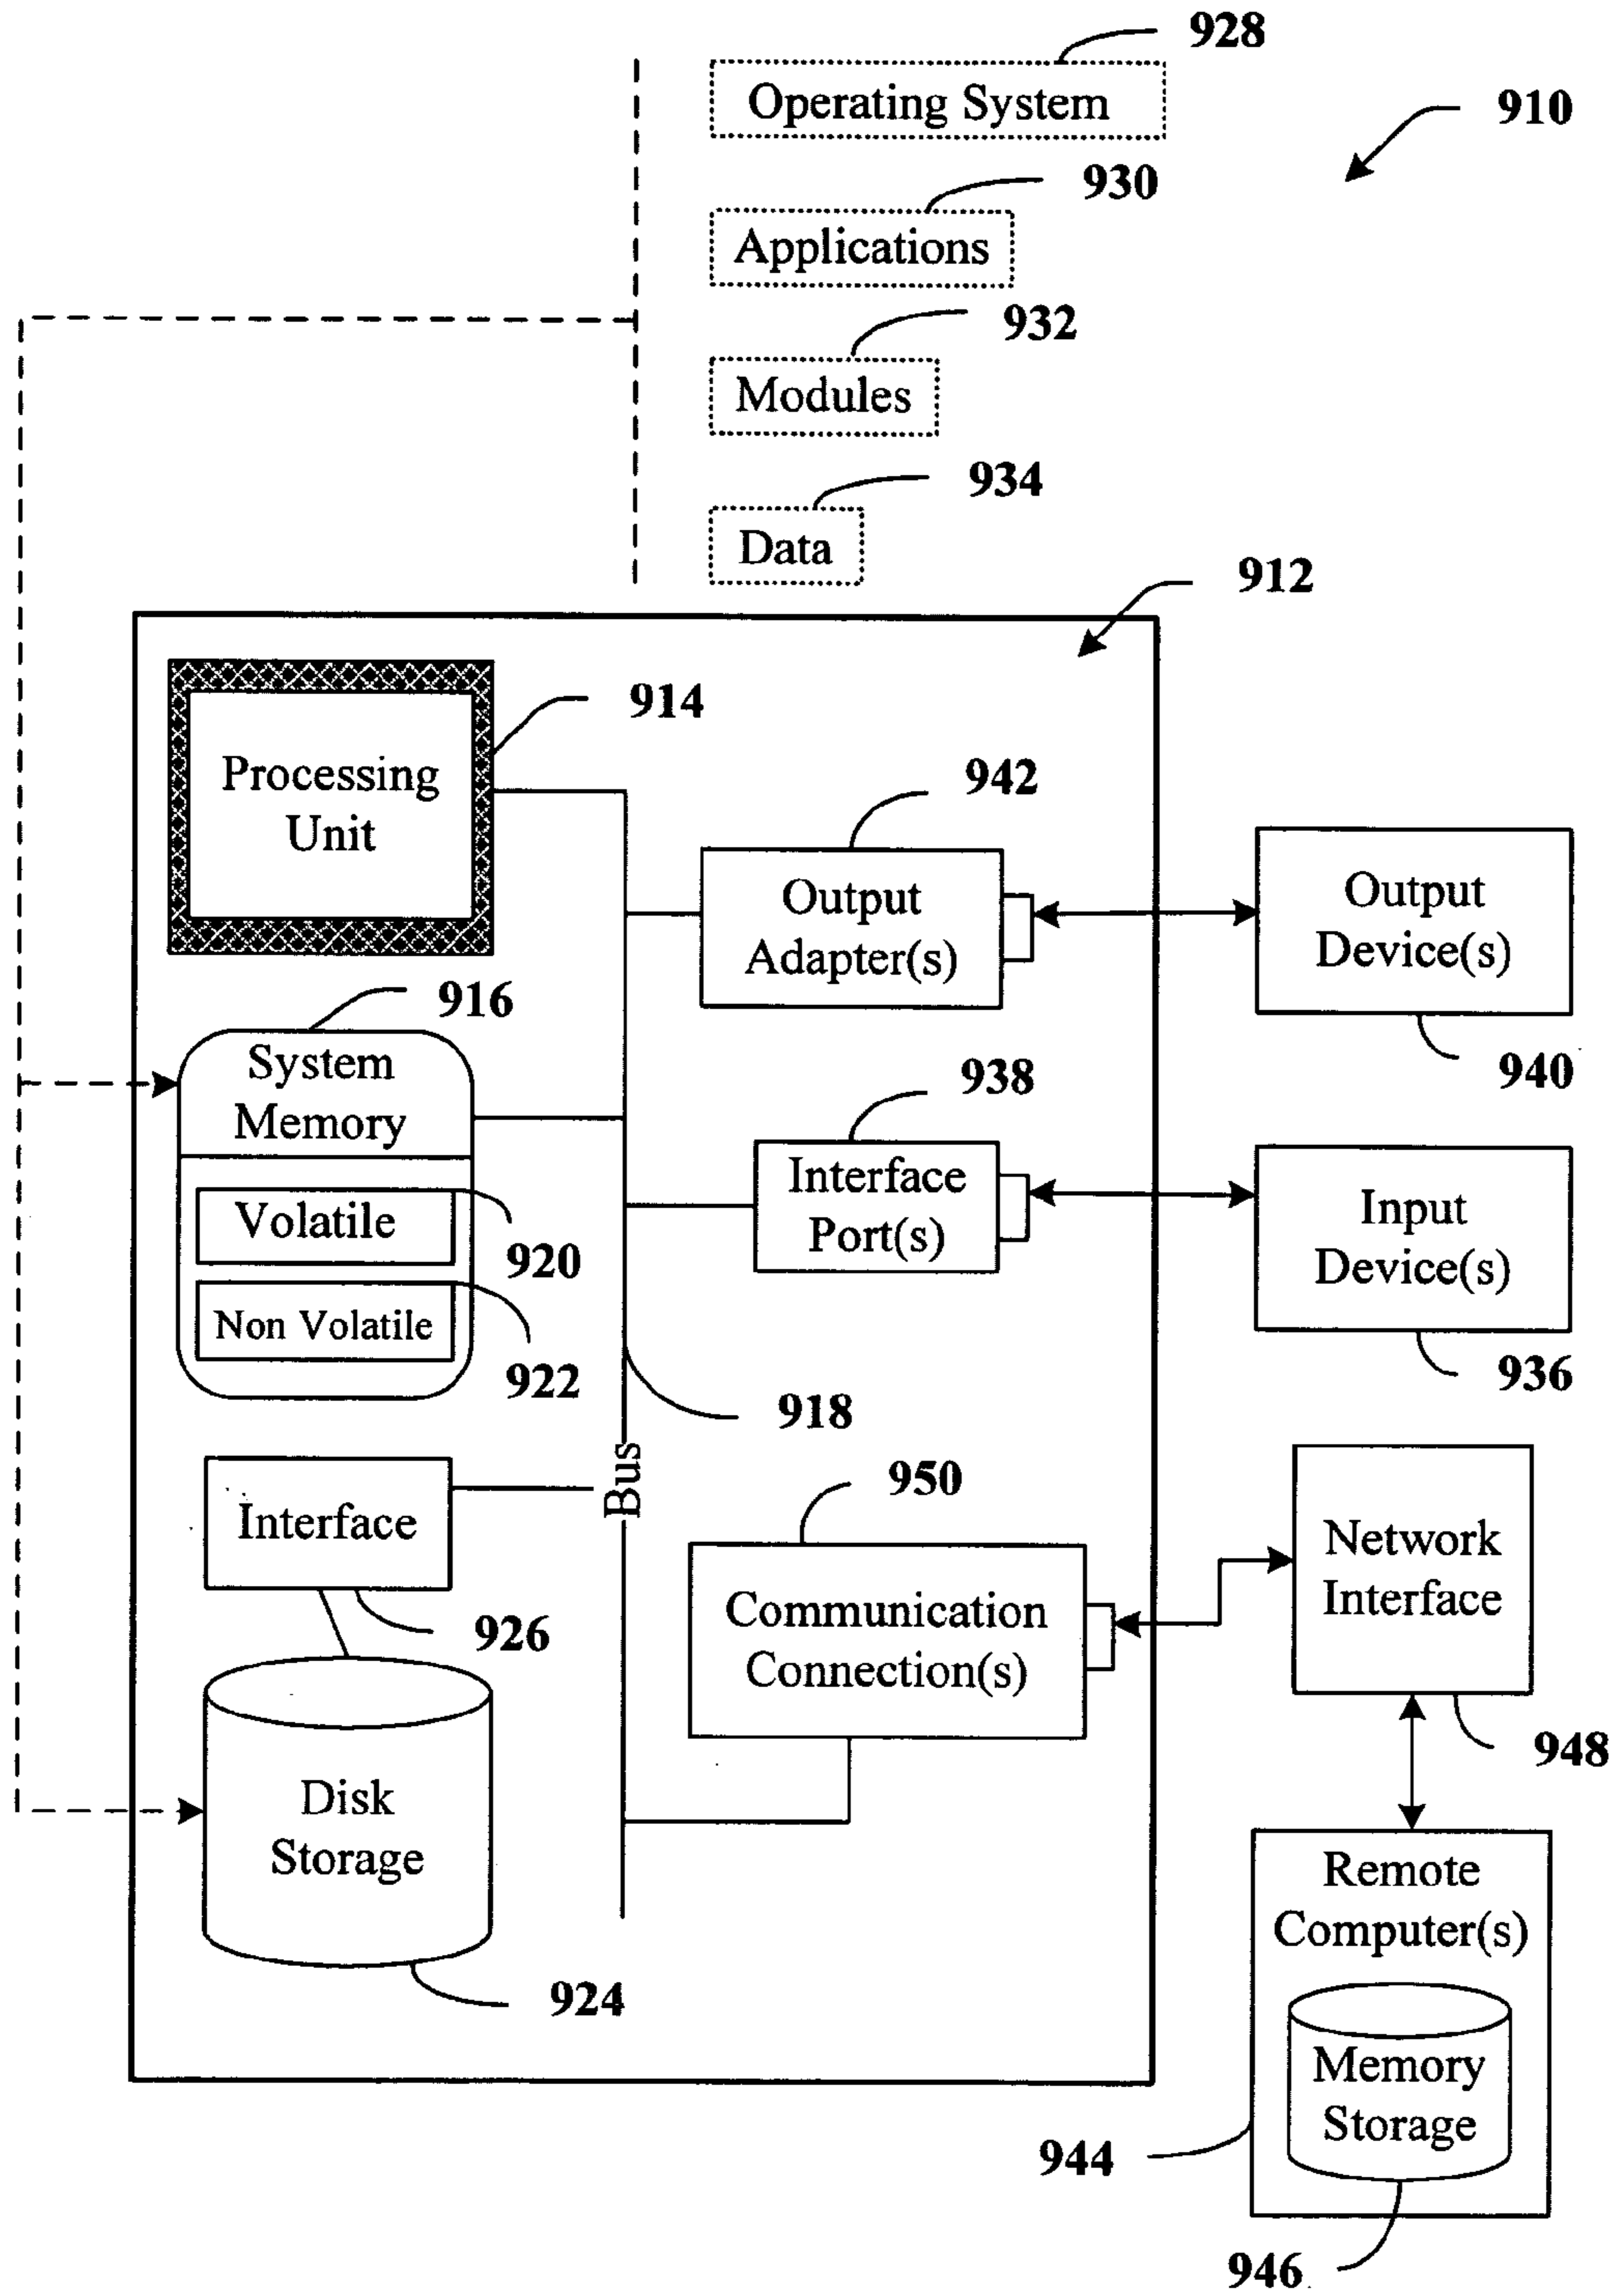 928
Operating System
910
930
Applications
932
Modules
934
Data
912
914
Processing
Unit
942
Output
Adapter(s)
Output
Device(s)
940
916
System
Memory
938
Interface
Port(s)
Input
Device(s)
936
Volatile
920
Non Volatile
922
918
Bus
Interface
926
950
Communication
Connection(s)
Network
Interface
948
Disk
Storage
924
Remote
Computer(s)
Memory
Storage
944
946